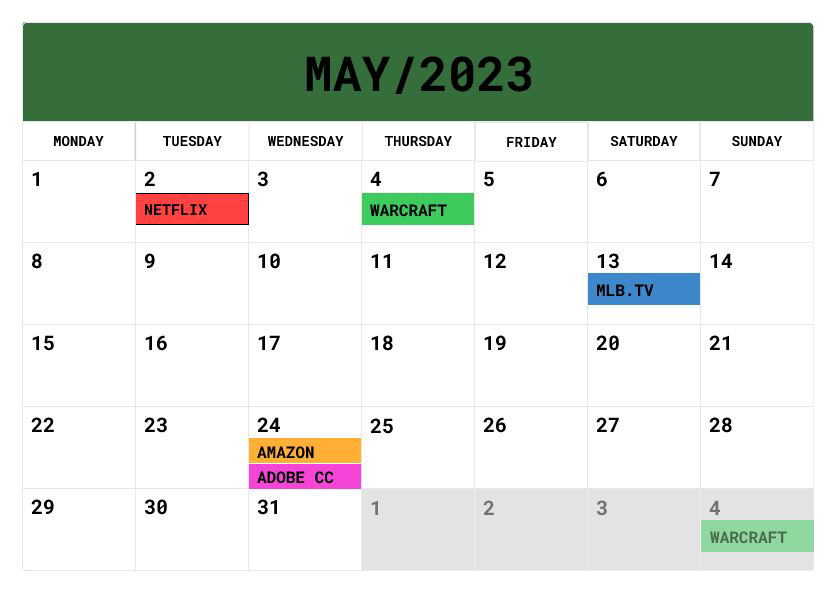 MAY/2023
MONDAY TUESDAY WEDNESDAY THURSDAY FRIDAY SATURDAY SUNDAY
1 2 3 4 5 6 7
NETFLIX WARCRAFT
8 9 10 11 12 13 14
MLB.TV
15 16 17 18 19 20 21
22 23 24 25 26 27 28
AMAZON
ADOBE CC
29 30 31 1 2 3 4
WARCRAFT